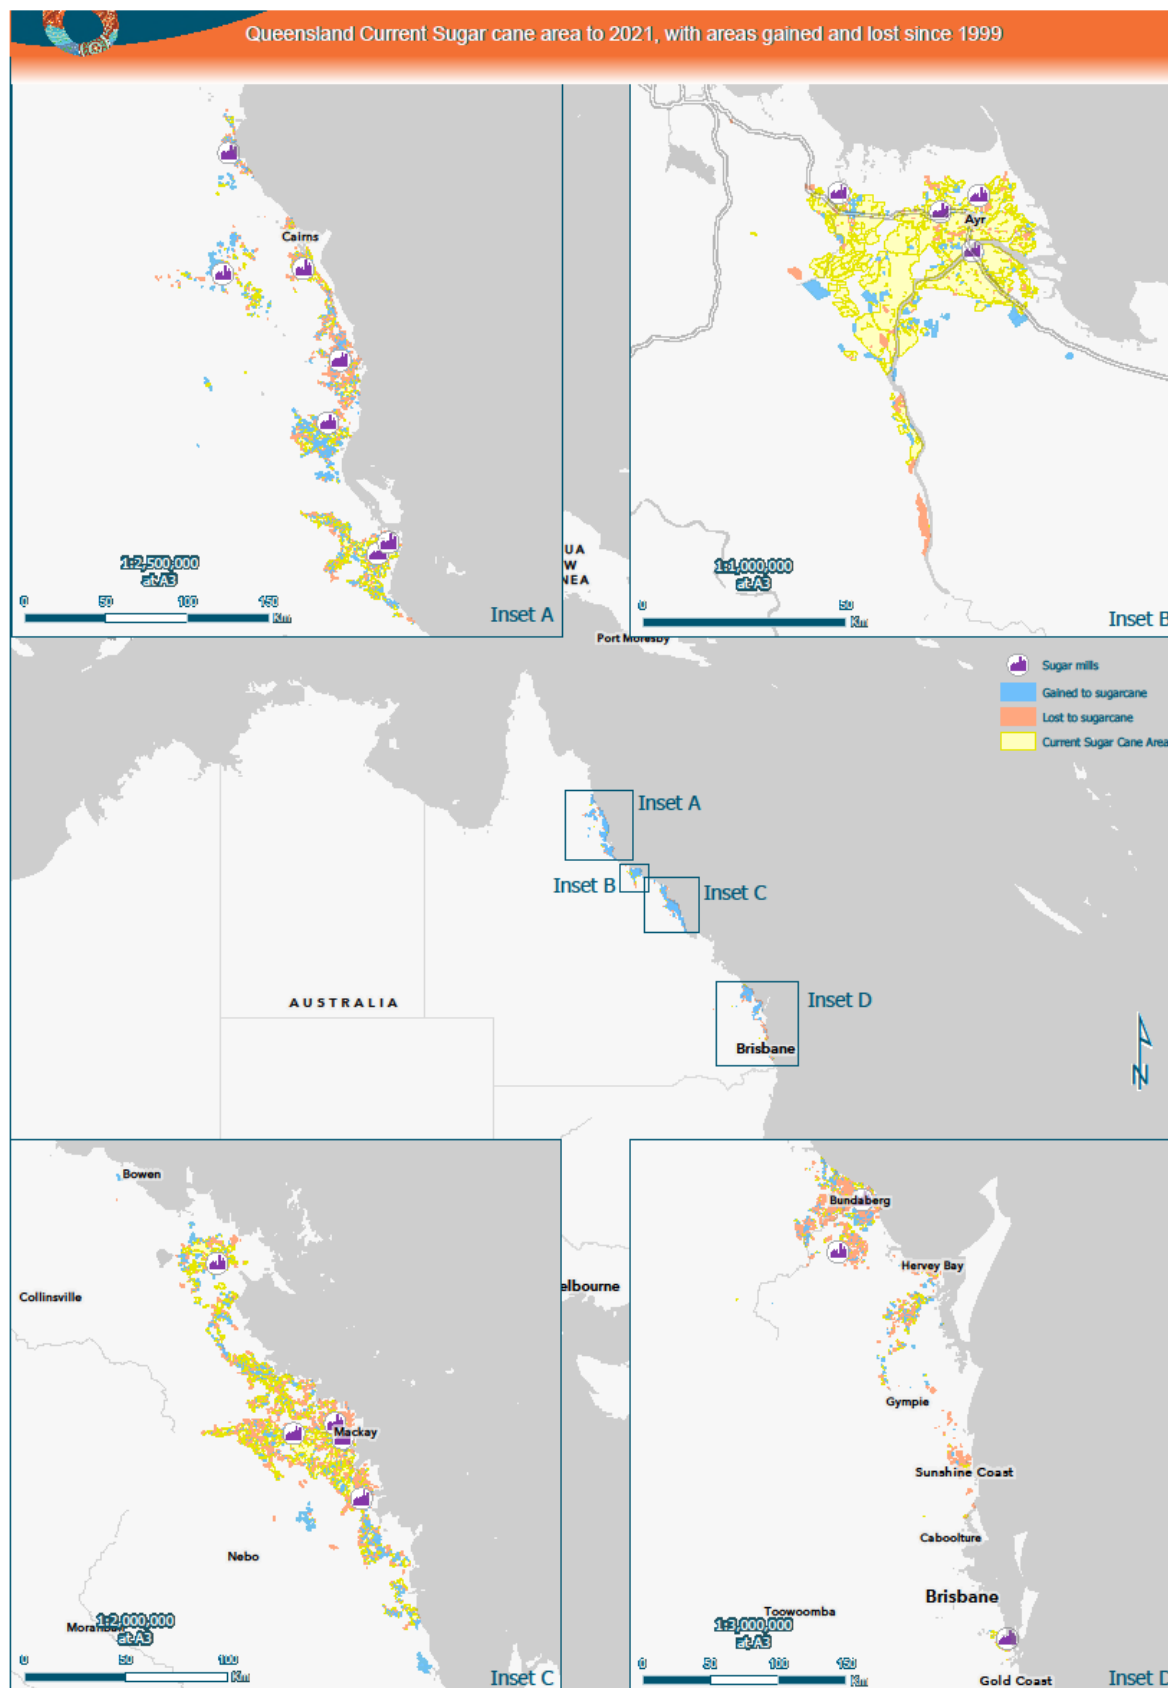 Queensland Current Sugar cane area to 2021, with areas gained and lost since 1999
Cairns
1:2,500,000
at A3
0 50 100 150
Km
Inset A
Ayr
1:1,000,000
at A3
0 50
Km
Inset B
UA
W
NEA
Port Moresby
Sugar mills
Gained to sugarcane
Lost to sugarcane
Current Sugar Cane Area
Inset A
Inset B
Inset C
Inset D
AUSTRALIA
Brisbane
N
Bowen
Collinsville
Mackay
Nebo
1:2,000,000
at A3
0 50 100
Km
Inset C
elbourne
Bundaberg
Hervey Bay
Gympie
Sunshine Coast
Caboolture
Brisbane
Toowoomba
1:3,000,000
at A3
0 50 100 150
Km
Gold Coast
Inset D